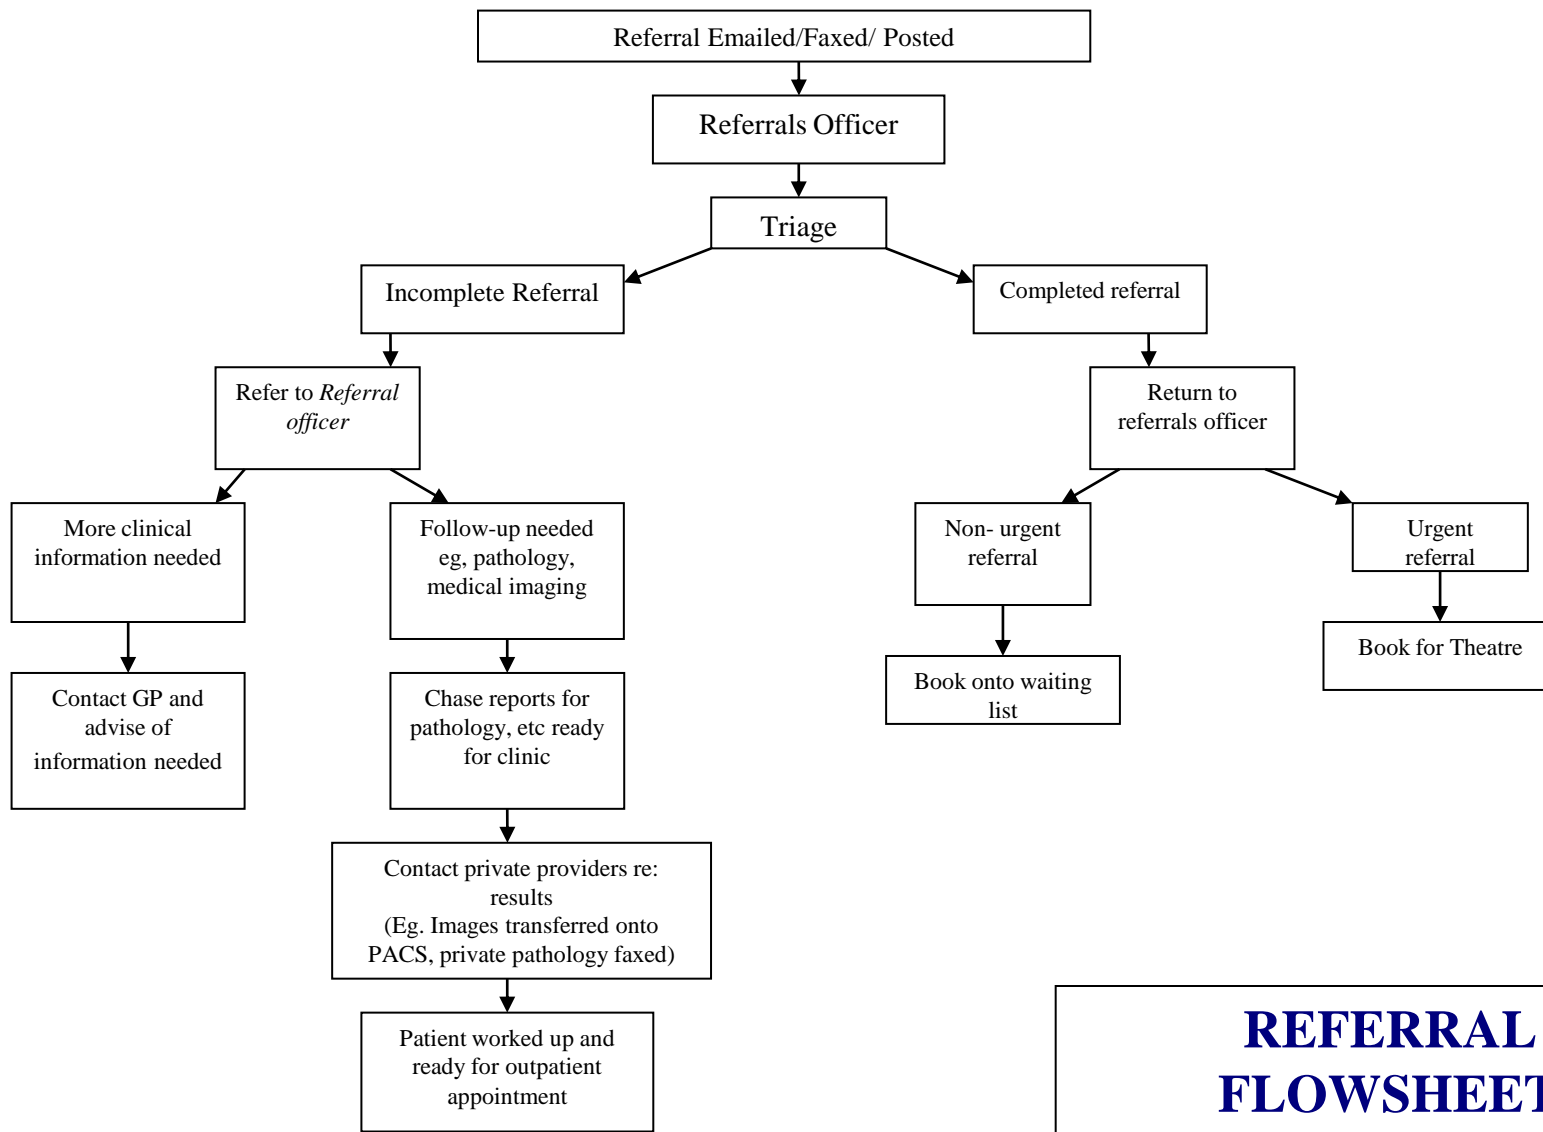 Referral Emailed/Faxed/ Posted
Referrals Officer
Triage
Incomplete Referral
Completed referral
Refer to Referral
officer
Return to
referrals officer
More clinical
information needed
Follow-up needed
eg, pathology,
medical imaging
Non- urgent
referral
Urgent
referral
Contact GP and
advise of
information needed
Chase reports for
pathology, etc ready
for clinic
Book onto waiting
list
Book for Theatre
Contact private providers re:
results
(Eg. Images transferred onto
PACS, private pathology faxed)
Patient worked up and
ready for outpatient
appointment
REFERRAL
FLOWSHEET